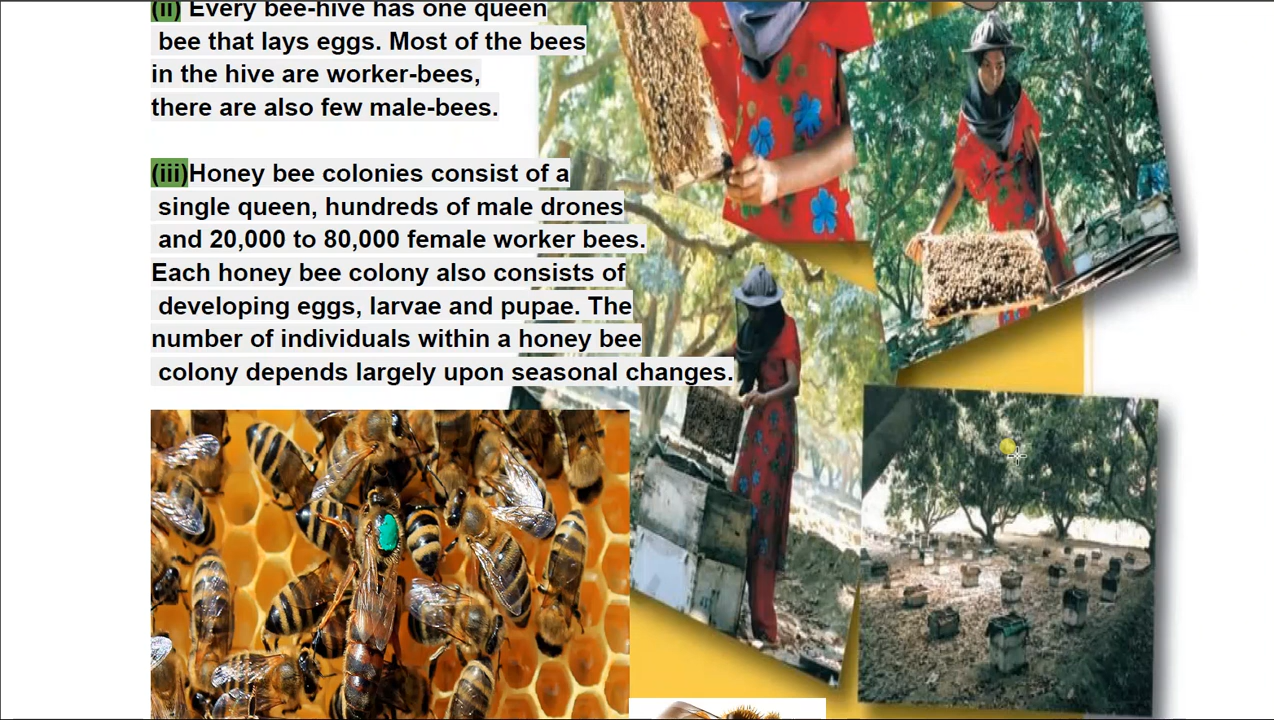 (ii) Every bee-hive has one queen
bee that lays eggs. Most of the bees
in the hive are worker-bees,
there are also few male-bees.
(iii)Honey bee colonies consist of a
single queen, hundreds of male drones
and 20,000 to 80,000 female worker bees.
Each honey bee colony also consists of
developing eggs, larvae and pupae. The
number of individuals within a honey bee
colony depends largely upon seasonal changes.